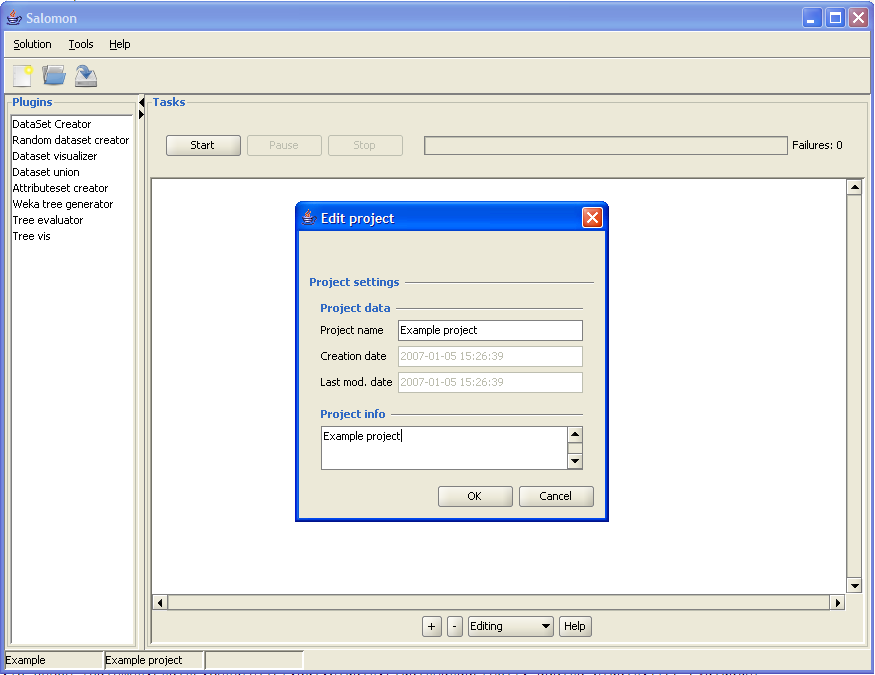 Salomon
Solution Tools Help
Plugins
DataSet Creator
Random dataset creator
Dataset visualizer
Dataset union
Attributeset creator
Weka tree generator
Tree evaluator
Tree vis
Tasks
Start Pause Stop Failures: 0
Edit project
Project settings
Project data
Project name Example project
Creation date 2007-01-05 15:26:39
Last mod. date 2007-01-05 15:26:39
Project info
Example project
OK Cancel
+ - Editing Help
Example Example project